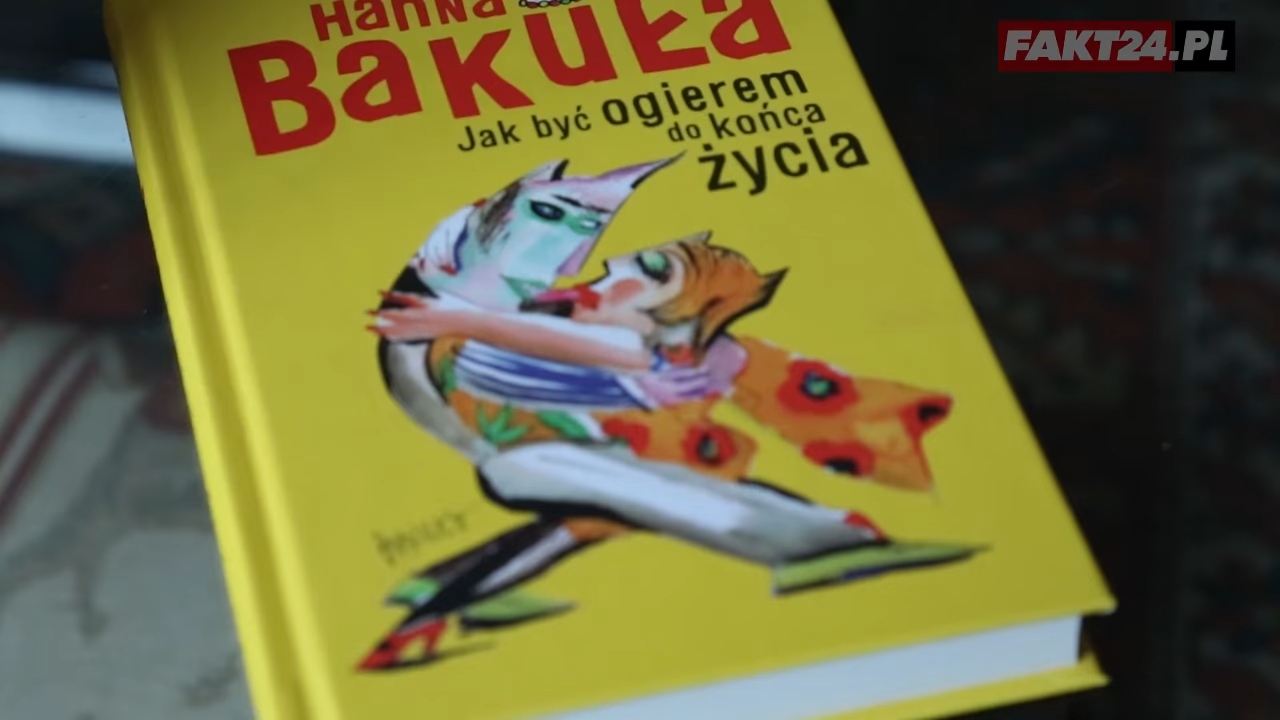 Hanna
Bakuła
Jak być ogierem
do końca
życia
FAKT24.PL